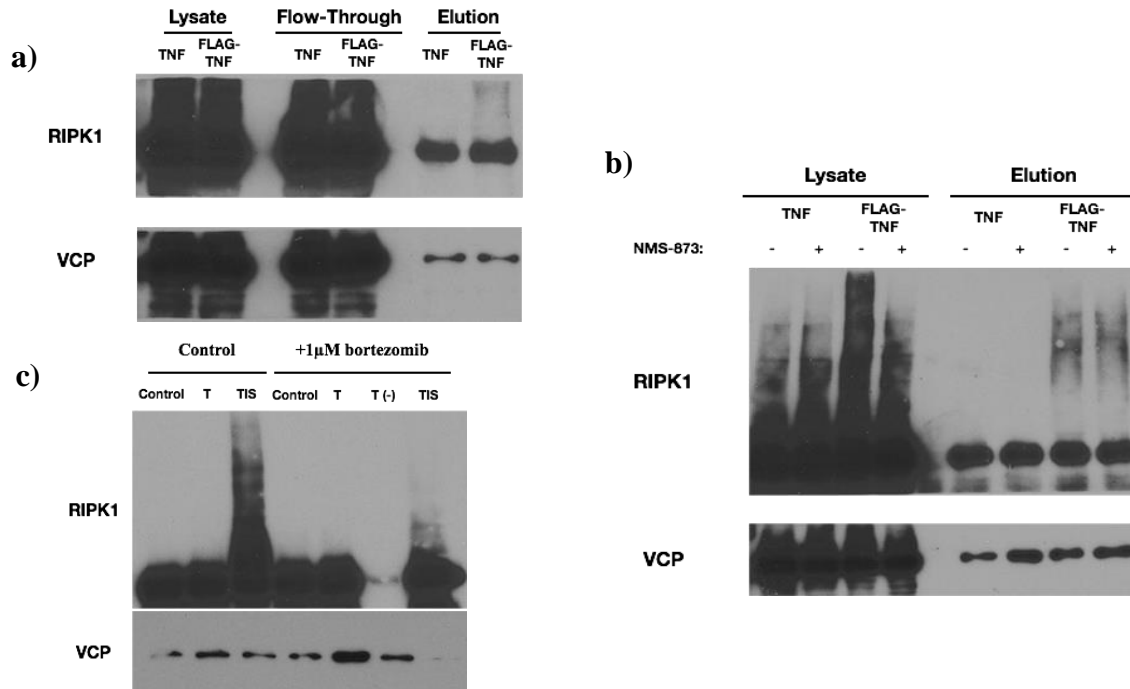 a)
Lysate Flow-Through Elution
TNF FLAG-TNF TNF FLAG-TNF TNF FLAG-TNF
RIPK1
VCP
b)
Lysate Elution
TNF FLAG-TNF TNF FLAG-TNF
NMS-873: - + - + - + - +
RIPK1
VCP
c)
Control +1µM bortezomib
Control T TIS Control T T (-) TIS
RIPK1
VCP